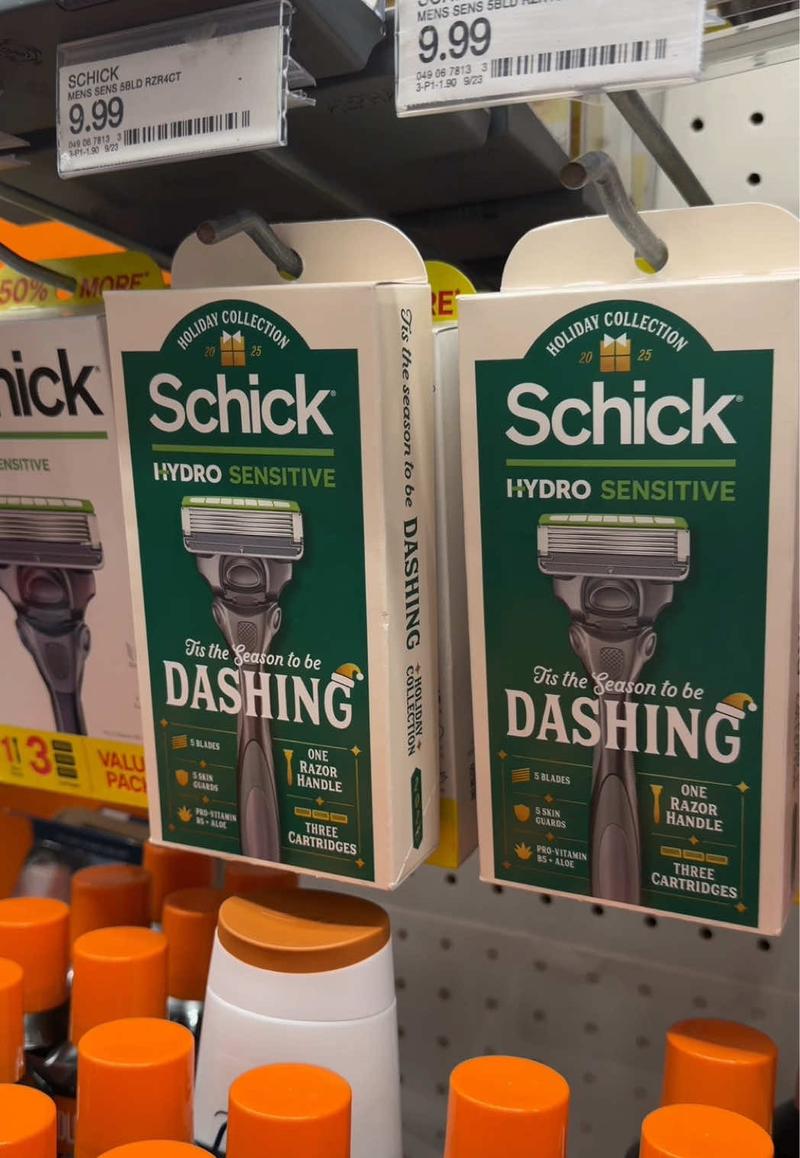 SCHICK
MENS SENS 5BLD RZR4CT
9.99
049 06 7813 3
3-P1-1.90 9/23
MENS SENS 5BLD
9.99
049 06 7813 3
3-P1-1.90 9/23
50% MORE*
RE*
hick
ENSITIVE
3
VALU
PACK
HOLIDAY COLLECTION
20 25
Schick
HYDRO SENSITIVE
'Tis the Season to be
DASHING
5 BLADES
5 SKIN
GUARDS
PRO-VITAMIN
B5 + ALOE
ONE
RAZOR
HANDLE
THREE
CARTRIDGES
'Tis the season to be DASHING
HOLIDAY
COLLECTION
HOLIDAY COLLECTION
20 25
Schick
HYDRO SENSITIVE
'Tis the Season to be
DASHING
5 BLADES
5 SKIN
GUARDS
PRO-VITAMIN
B5 + ALOE
ONE
RAZOR
HANDLE
THREE
CARTRIDGES